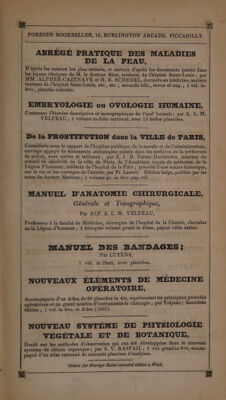 FOREIGN BOOKSELLER, 12, BURLINGTON ARCADE, PICCADILLY.
ABRÉGÉ PRATIQUE DES MALADIES
DE LA PEAU,
D'après les auteurs les plus estimés, et surtout d'après les documents puisés dans
les leçons cliniques de M. le docteur Biett, médecin de l'hôpital Saint-Louis; par
MM. ALPHÉE CAZENAVE et H. E. SCHEDEL, docteurs en médecine, anciens
internes de l'hôpital Saint-Louis, etc., etc.; seconde édit., revue et aug.; 1 vol. in-
8vo., planches coloriés.
EMBRYOLOGIE ou OVOLOGIE HUMAINE,
Contenant l'histoire descriptive et iconographique de l'œuf humain; par A. L. M.
VELPEAU, 1 volume in-folio cartonné, avec 15 belles planches.
De la PROSTITUTION dans la VILLE de PARIS,
Considérée sous le rapport de l'hygiène publique, de la morale et de l'administration;
ouvrage appuyé de documents statistiques puisés dans les archives de la préfecture
de police, avec cartes et tableaux; par A. J. B. Parent Duchatelet, membre du
conseil de salubrité de la ville de Paris, de l'Académie royale de médecine, de la
Légion d'honneur, médecin de l'hôpital de la Pitié; précédée d'une notice historique
sur la vie et les ouvrages de l'auteur, par Fr. Leuret. Edition belge, publiée par les
soins du docteur Marinus; 1 volume gr. in 8vo. pap. vél.
MANUEL D'ANATOMIE CHIRURGICALE,
Générale et Topographique,
Par ALF. A. L. M. VELPEAU,
Professeur à la faculté de Médecine, chirurgien de l'hôpital de la Charité, chevalier
de la Légion d'honneur; 1 très-gros volume grand in 18mo, papier vélin satiné.
MANUEL DES BANDAGES;
Par LUTENS,
1 vol. in 18mo, avec planches.
NOUVEAUX ÉLÉMENTS DE MÉDECINE
OPÉRATOIRE,
Accompagnés d'un Atlas, de 20 planches in 4to, représentant les principaux procédés
opératoires et un grand nombre d'instruments de chirurgie; par Velpeau; deuxième
édition; 1 vol. in 8vo. et Atlas
NOUVEAU SYSTÈME DE PHYSIOLOGIE
VÉGÉTALE ET DE BOTANIQUE,
Fondé sur les méthodes d'observation qui ont été développées dans le nouveau
système de chimie organique; par S. V. RASPAIL; 1 vol. grand in 8vo, accom-
pagné d'un atlas cartonné de soixante planches et modèles.
Orders for Foreign Books executed within a Week.